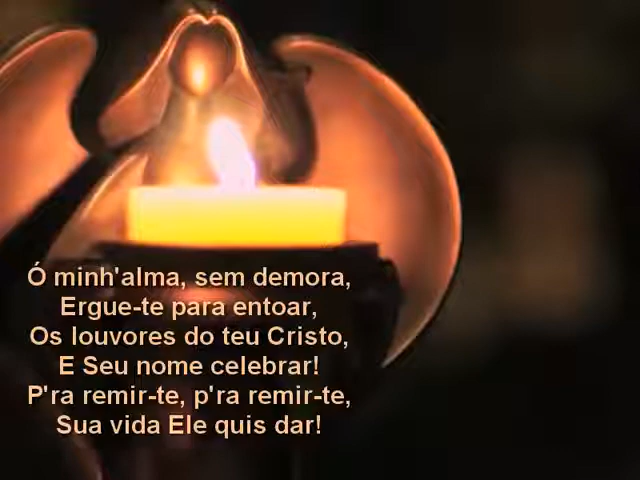 Ó minh'alma, sem demora,
Ergue-te para entoar,
Os louvores do teu Cristo,
E Seu nome celebrar!
P'ra remir-te, p'ra remir-te,
Sua vida Ele quis dar!